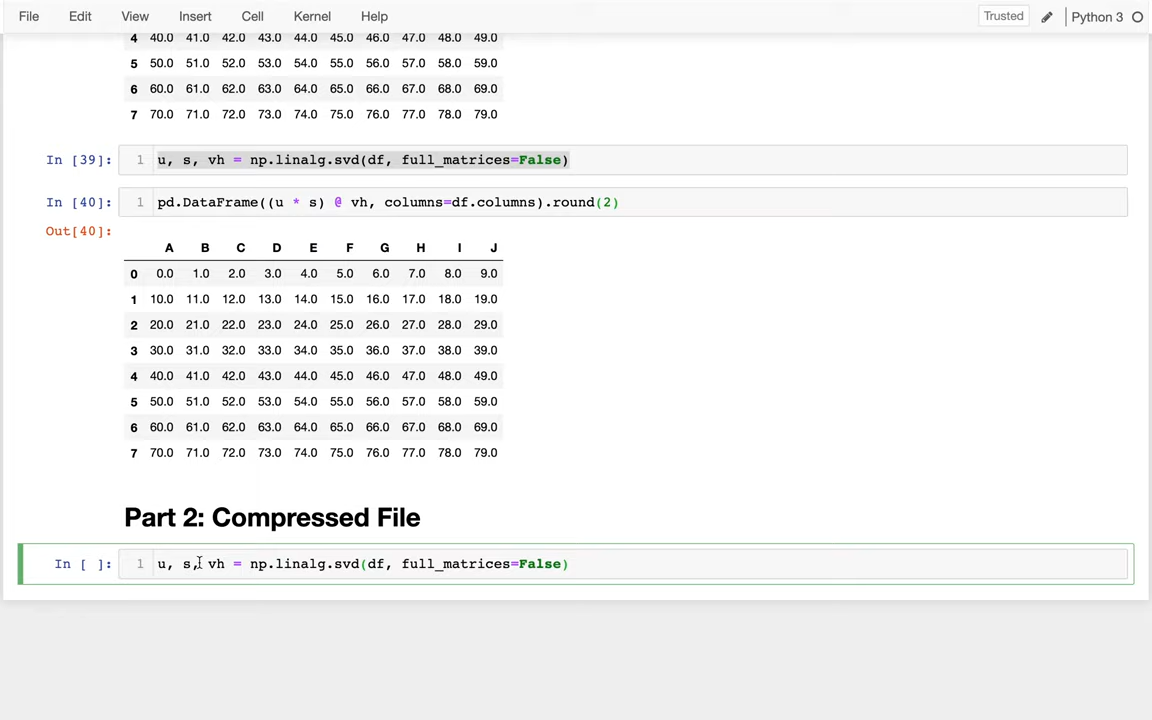 File Edit View Insert Cell Kernel Help Trusted Python 3
4 40.0 41.0 42.0 43.0 44.0 45.0 46.0 47.0 48.0 49.0
5 50.0 51.0 52.0 53.0 54.0 55.0 56.0 57.0 58.0 59.0
6 60.0 61.0 62.0 63.0 64.0 65.0 66.0 67.0 68.0 69.0
7 70.0 71.0 72.0 73.0 74.0 75.0 76.0 77.0 78.0 79.0
In [39]: 1 u, s, vh = np.linalg.svd(df, full_matrices=False)
In [40]: 1 pd.DataFrame((u * s) @ vh, columns=df.columns).round(2)
Out[40]:
A B C D E F G H I J
0 0.0 1.0 2.0 3.0 4.0 5.0 6.0 7.0 8.0 9.0
1 10.0 11.0 12.0 13.0 14.0 15.0 16.0 17.0 18.0 19.0
2 20.0 21.0 22.0 23.0 24.0 25.0 26.0 27.0 28.0 29.0
3 30.0 31.0 32.0 33.0 34.0 35.0 36.0 37.0 38.0 39.0
4 40.0 41.0 42.0 43.0 44.0 45.0 46.0 47.0 48.0 49.0
5 50.0 51.0 52.0 53.0 54.0 55.0 56.0 57.0 58.0 59.0
6 60.0 61.0 62.0 63.0 64.0 65.0 66.0 67.0 68.0 69.0
7 70.0 71.0 72.0 73.0 74.0 75.0 76.0 77.0 78.0 79.0
Part 2: Compressed File
In [ ]: 1 u, s, vh = np.linalg.svd(df, full_matrices=False)